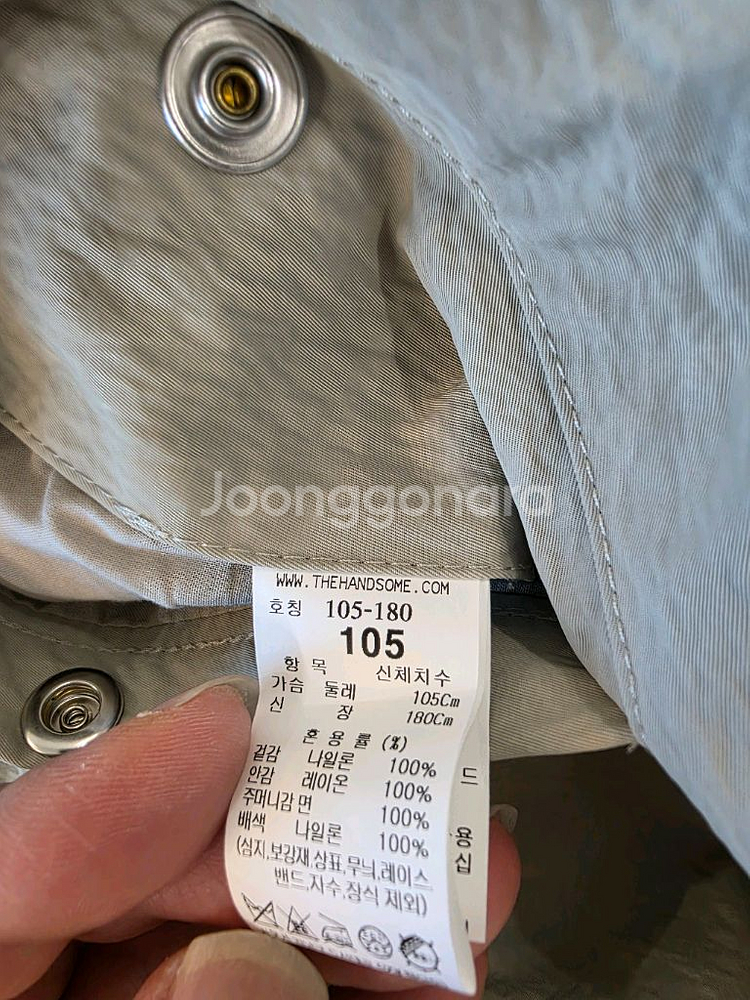 Joonggonara
WWW.THEHANDSOME.COM
호칭 105-180
105
항 목 신체치수
가슴 둘레 105Cm
신 장 180Cm
혼 용 률 (%)
겉감 나일론 100%
안감 레이온 100%
주머니감 면 100%
배색 나일론 100%
(심지,보강재,상표,무늬,레이스
밴드,자수,장식 제외)
드
용
십